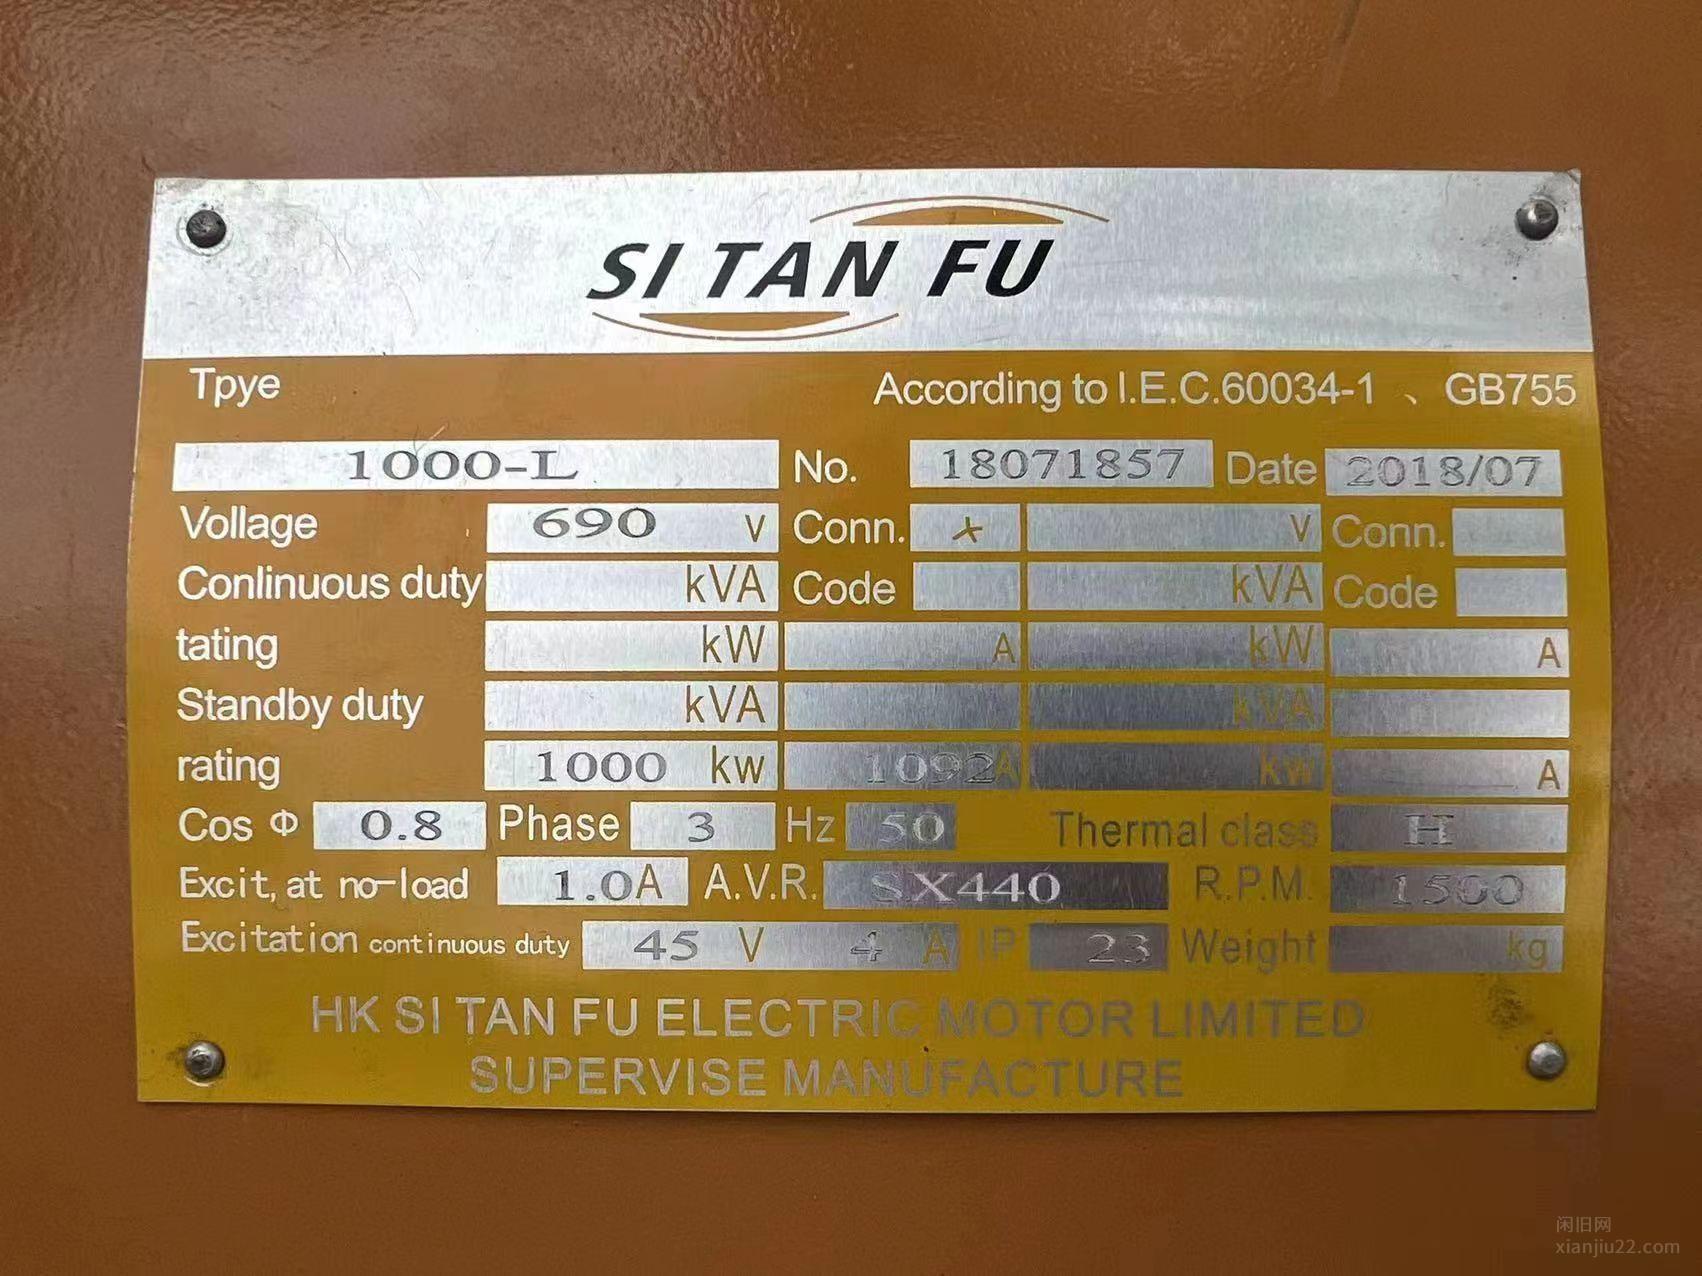 SI TAN FU
Tpye According to I.E.C.60034-1 、 GB755
1000-L No. 18071857 Date 2018/07
Vollage 690 V Conn. V Conn.
Conlinuous duty kVA Code kVA Code
tating kW A kW A
Standby duty kVA kVA
rating 1000 kw 1092A kw A
Cos Φ 0.8 Phase 3 Hz 50 Thermal class H
Excit, at no-load 1.0A A.V.R. SX440 R.P.M. 1500
Excitation continuous duty 45 V 4 A IP 23 Weight kg
HK SI TAN FU ELECTRIC MOTOR LIMITED
SUPERVISE MANUFACTURE
闲旧网
xianjiu22.com